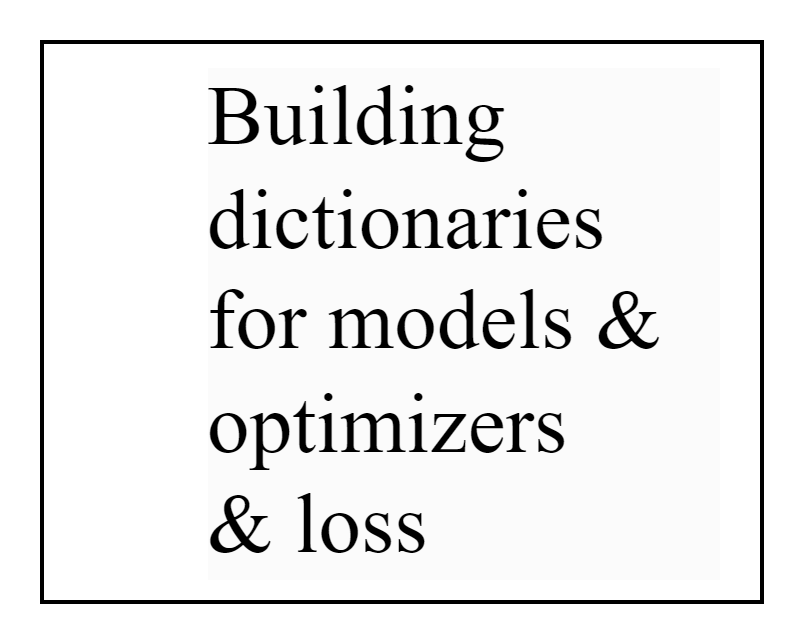 Building
dictionaries
for models &
optimizers
& loss